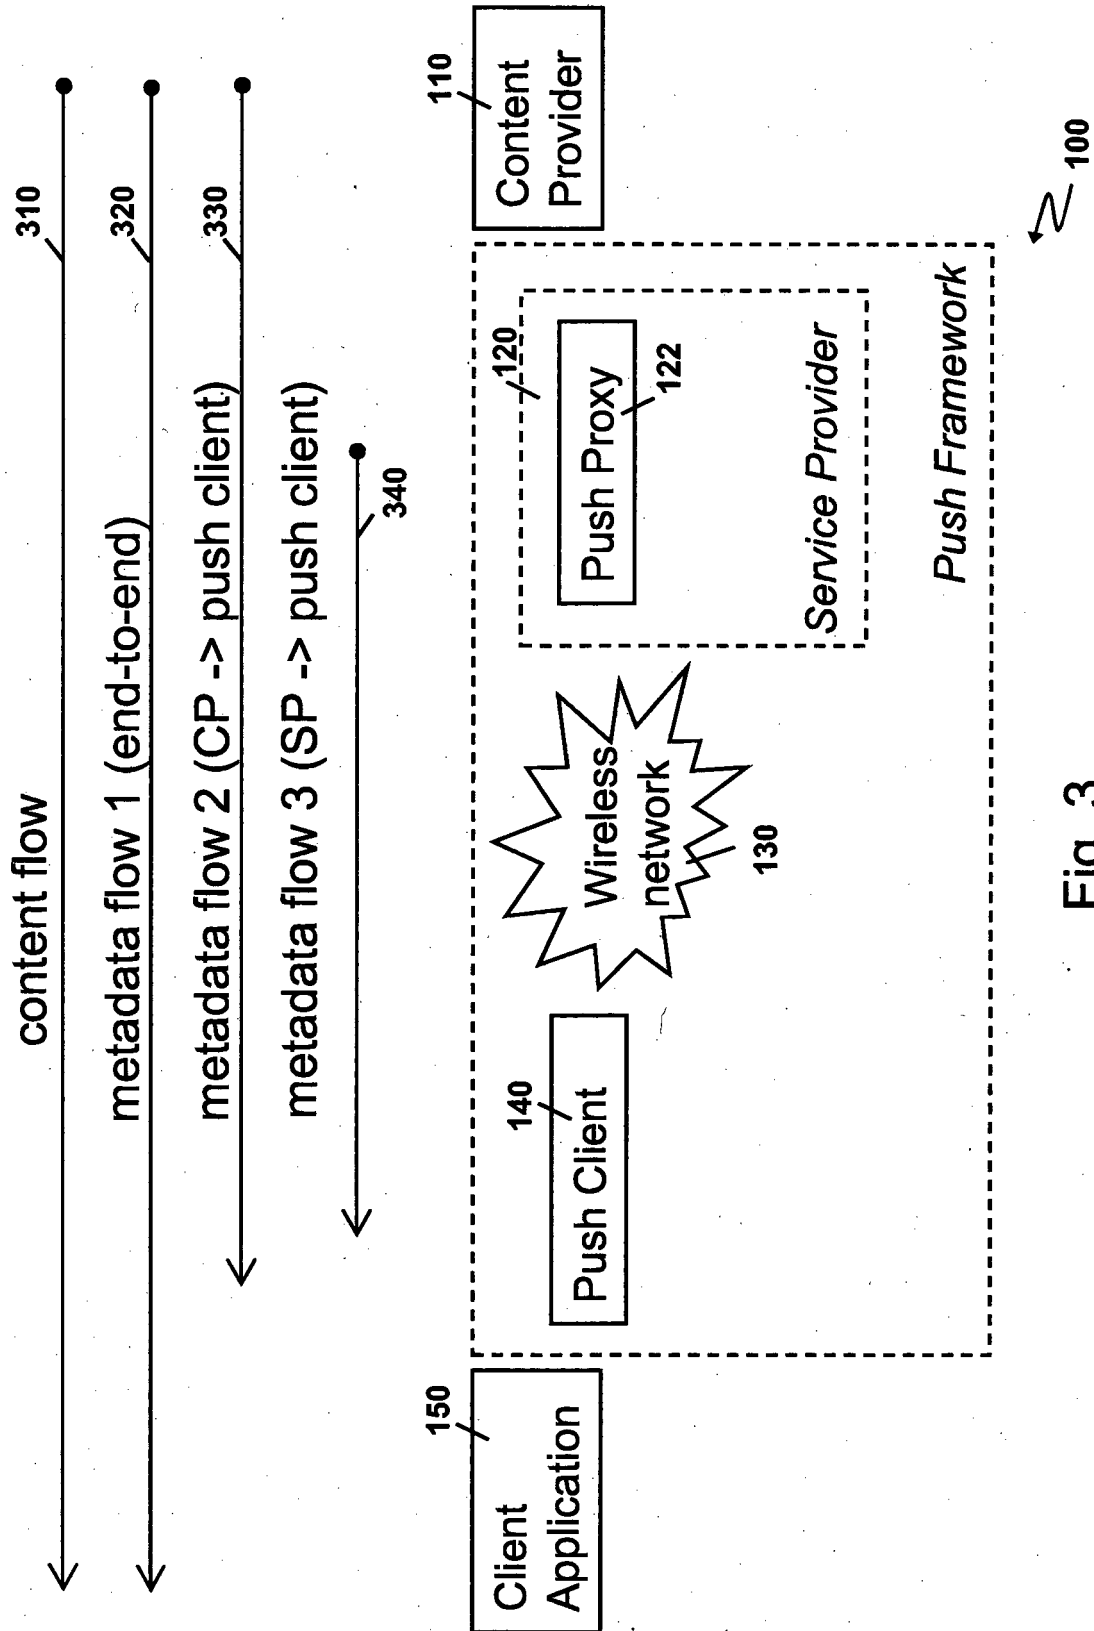 content flow
310
metadata flow 1 (end-to-end)
320
metadata flow 2 (CP -> push client)
330
metadata flow 3 (SP -> push client)
340
150
Client
Application
140
Push Client
Wireless
network
130
120
Push Proxy
122
Service Provider
Push Framework
110
Content
Provider
100
Fig. 3